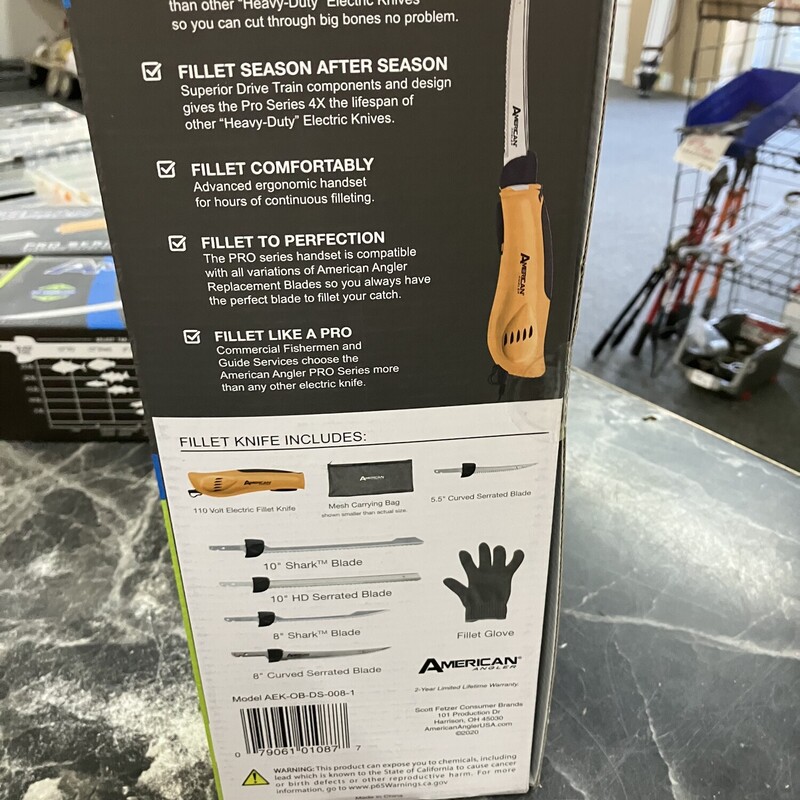 than other "Heavy-Duty" Electric Knives
so you can cut through big bones no problem.
FILLET SEASON AFTER SEASON
Superior Drive Train components and design
gives the Pro Series 4X the lifespan of
other "Heavy-Duty" Electric Knives.
FILLET COMFORTABLY
Advanced ergonomic handset
for hours of continuous filleting.
FILLET TO PERFECTION
The PRO series handset is compatible
with all variations of American Angler
Replacement Blades so you always have
the perfect blade to fillet your catch.
FILLET LIKE A PRO
Commercial Fishermen and
Guide Services choose the
American Angler PRO Series more
than any other electric knife.
AMERICAN
AMERICAN
FILLET KNIFE INCLUDES:
110 Volt Electric Fillet Knife
AMERICAN
Mesh Carrying Bag
shown smaller than actual size.
5.5" Curved Serrated Blade
10" Shark™ Blade
10" HD Serrated Blade
8" Shark™ Blade
8" Curved Serrated Blade
Fillet Glove
AMERICAN
ANGLER
2-Year Limited Lifetime Warranty
Scott Fetzer Consumer Brands
101 Production Dr
Harrison, OH 45030
AmericanAnglerUSA.com
©2020
Model AEK-OB-DS-008-1
0 79061 01087 7
WARNING: This product can expose you to chemicals, including
lead which is known to the State of California to cause cancer
or birth defects or other reproductive harm. For more
information, go to www.p65Warnings.ca.gov
Made in China
PRO SERI